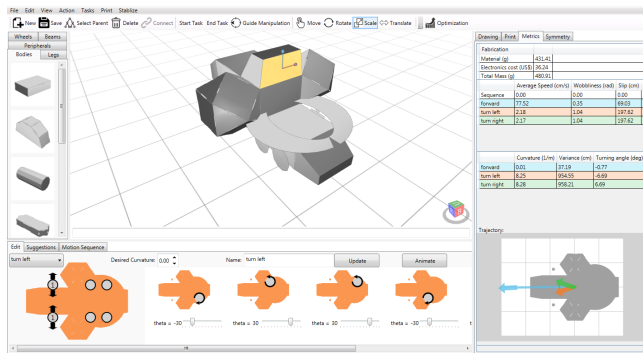 File Edit View Action Tasks Print Stabilize
New Save Select Parent Delete Connect Start Task End Task Guide Manipulation Move Rotate Scale Translate Optimization
Wheels Beams
Peripherals
Bodies Legs
Drawing Print Metrics Symmetry
Fabrication
Material (g) 431.41
Electronics cost (US$) 36.24
Total Mass (g) 480.91
Average Speed (cm/s) Wobbliness (rad) Slip (cm)
Sequence 0.00 0.00 0.00
forward 77.52 0.35 69.03
turn left 2.18 1.04 197.62
turn right 2.17 1.04 197.62
Curvature (1/m) Variance (cm) Turning angle (deg)
forward 0.01 37.19 -0.77
turn left 8.25 954.55 -6.69
turn right 8.28 958.21 6.69
Trajectory:
Edit Suggestions Motion Sequence
turn left Desired Curvature: 0.00 Name: turn left Update Animate
1
1
theta = -30 theta = 30 theta = 30 theta = -30 t